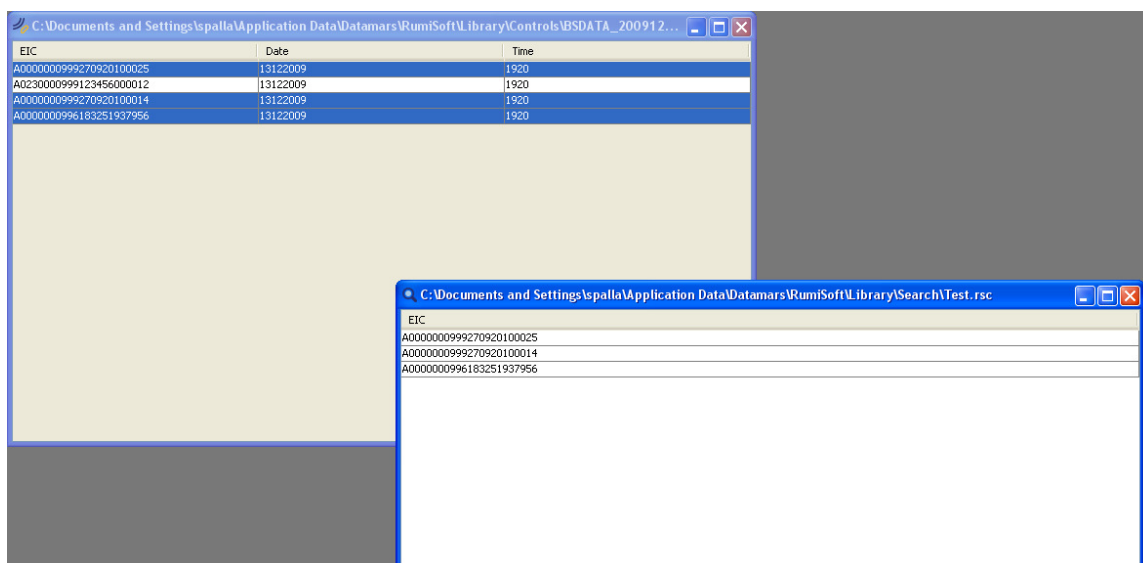 C:\Documents and Settings\spalla\Application Data\Datamars\RumiSoft\Library\Controls\BSDATA_200912...
EIC Date Time
A0000000999270920100025 13122009 1920
A0230000999123456000012 13122009 1920
A0000000999270920100014 13122009 1920
A0000000996183251937956 13122009 1920
C:\Documents and Settings\spalla\Application Data\Datamars\RumiSoft\Library\Search\Test.rsc
EIC
A0000000999270920100025
A0000000999270920100014
A0000000996183251937956